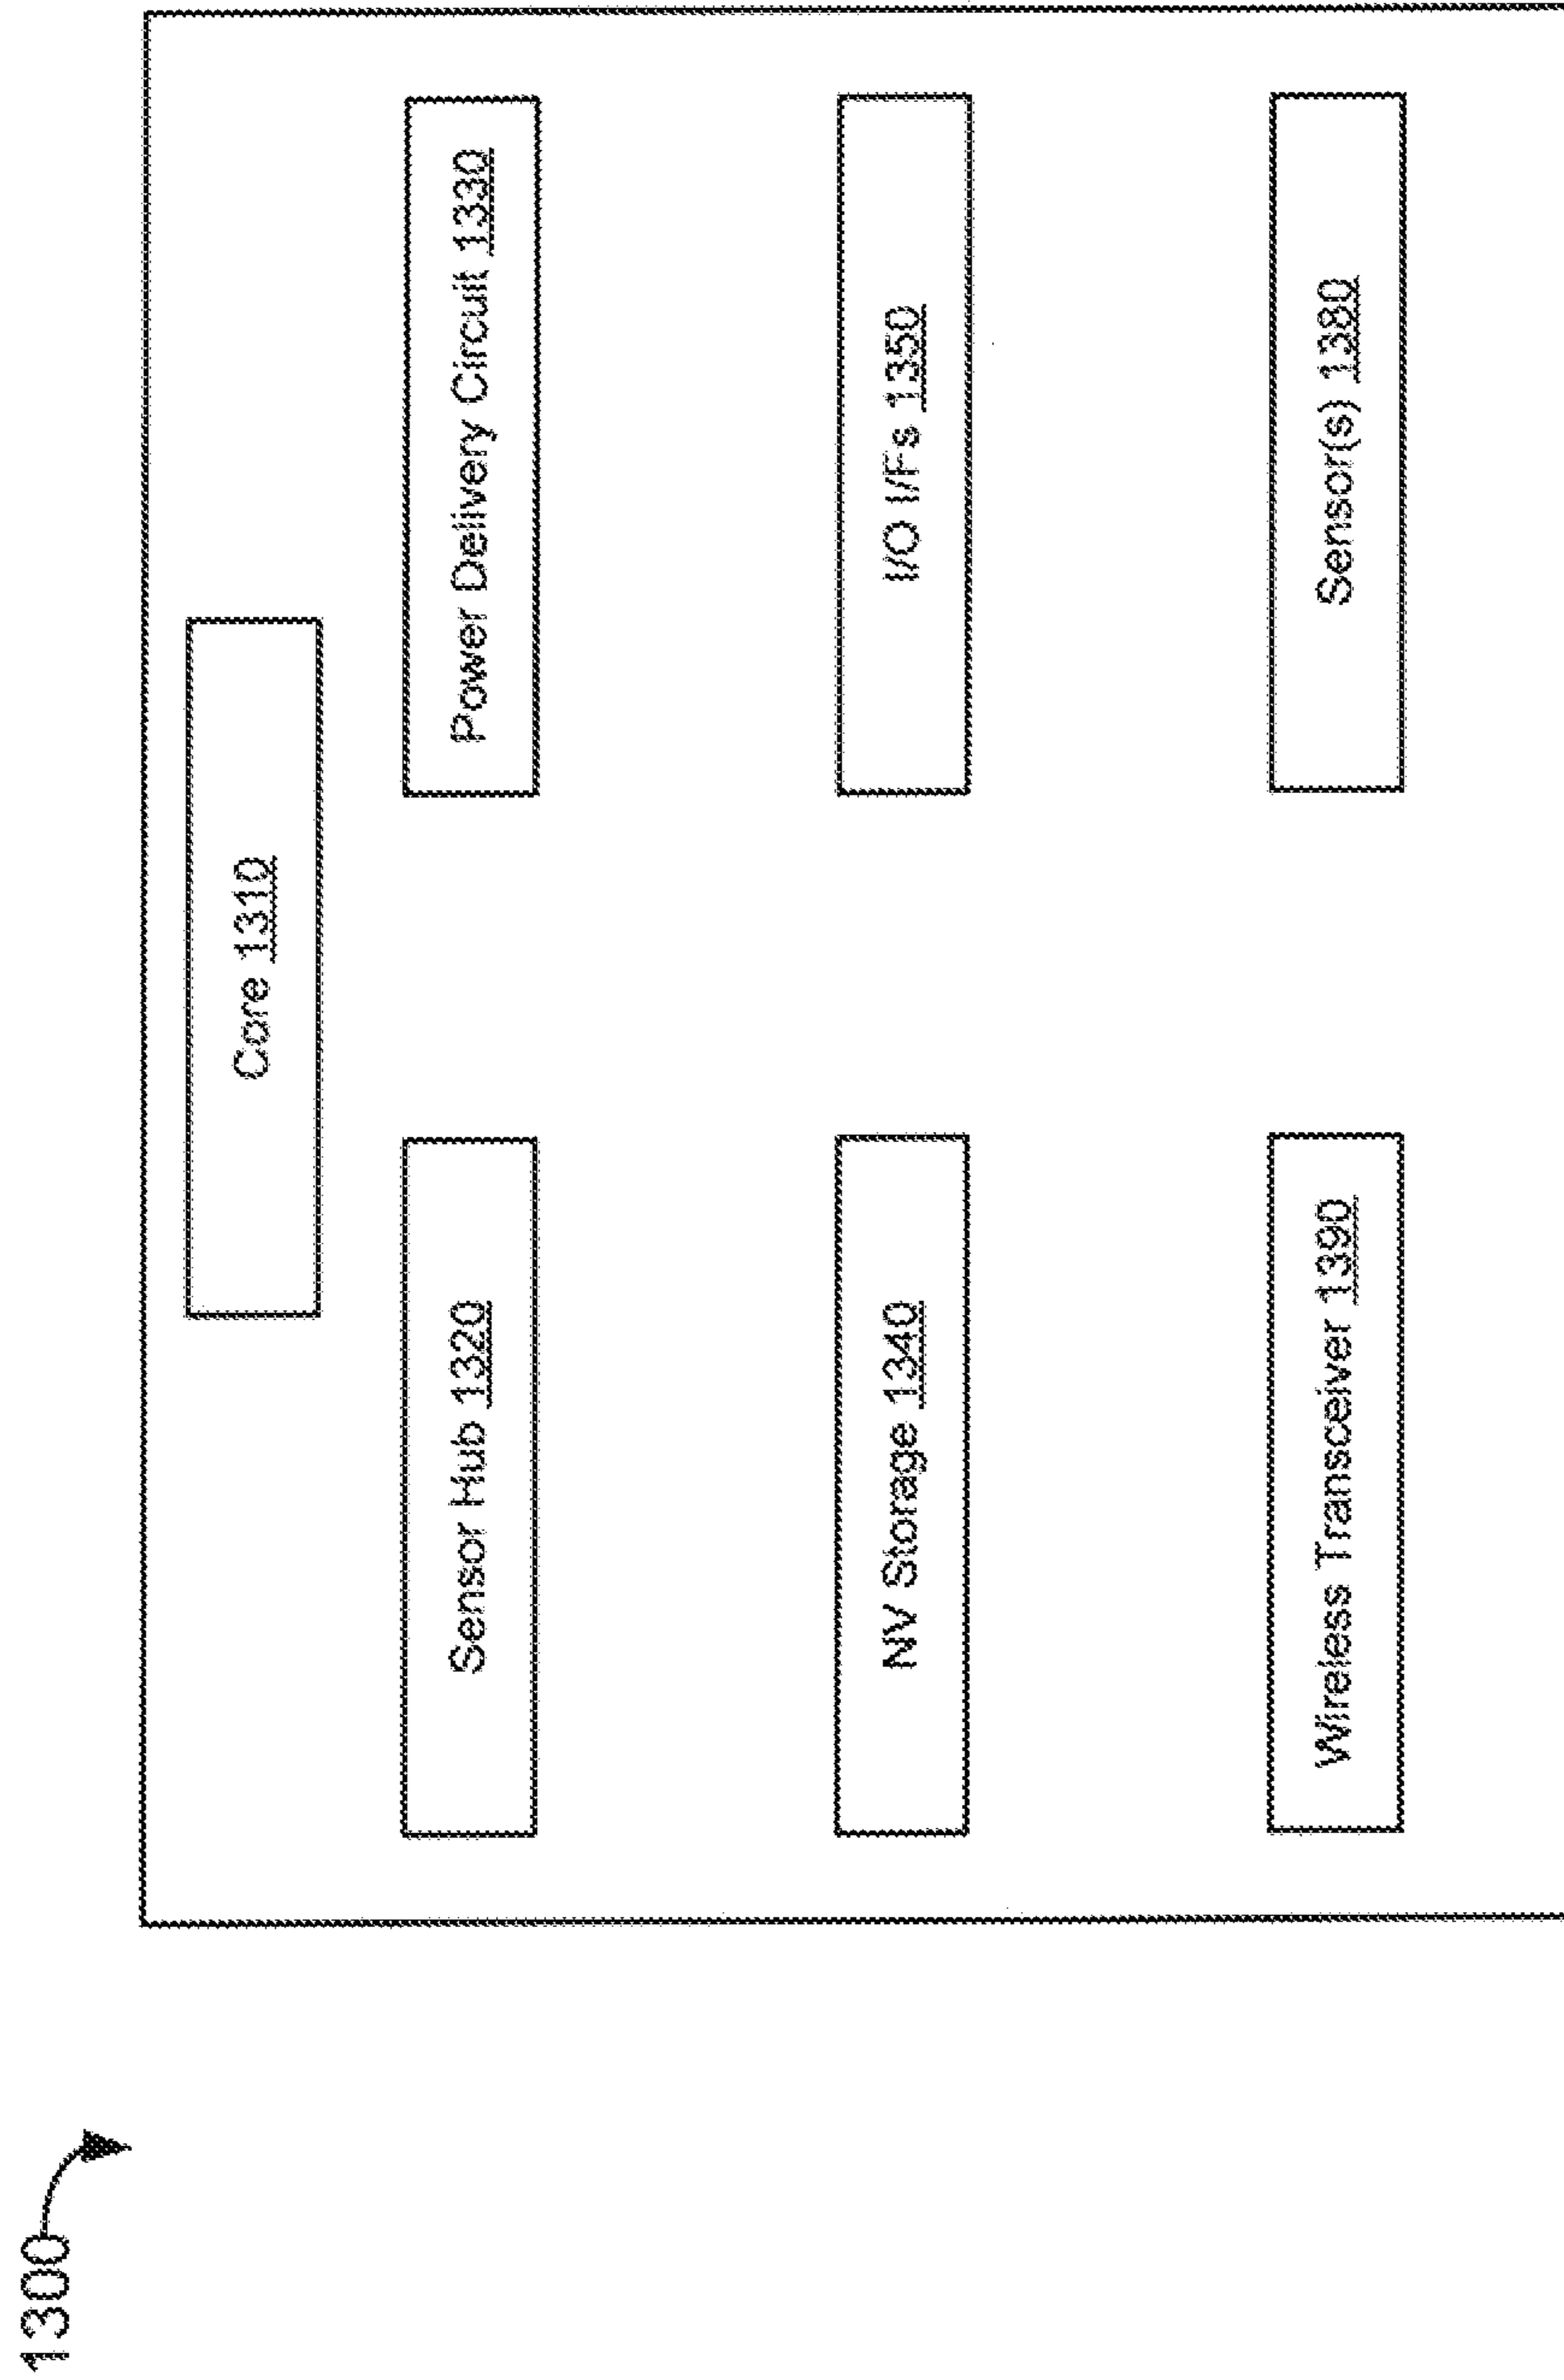 1300
Core 1310
Sensor Hub 1320
Power Delivery Circuit 1330
NV Storage 1340
I/O I/Fs 1350
Wireless Transceiver 1390
Sensor(s) 1380